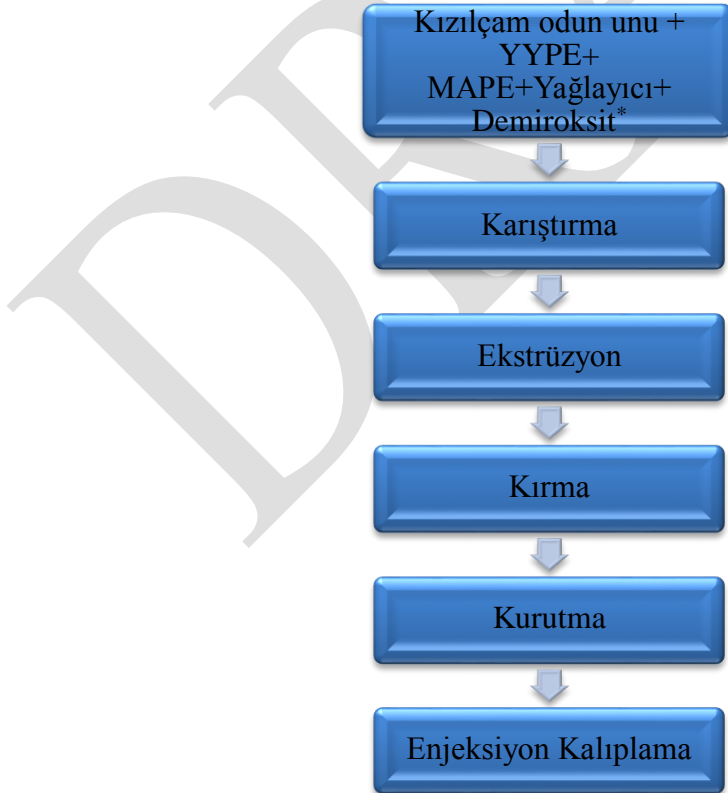 Kızılçam odun unu +
YYPE+
MAPE+Yağlayıcı+
Demiroksit*
Karıştırma
Ekstrüzyon
Kırma
Kurutma
Enjeksiyon Kalıplama